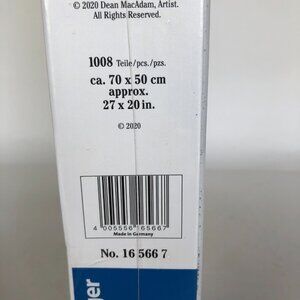 © 2020 Dean MacAdam, Artist.
All Rights Reserved.
1008 Teile/pcs./pzs.
ca. 70 x 50 cm
approx.
27 x 20 in.
© 2020
4 005556 165667
Made in Germany
No. 16 566 7
ger